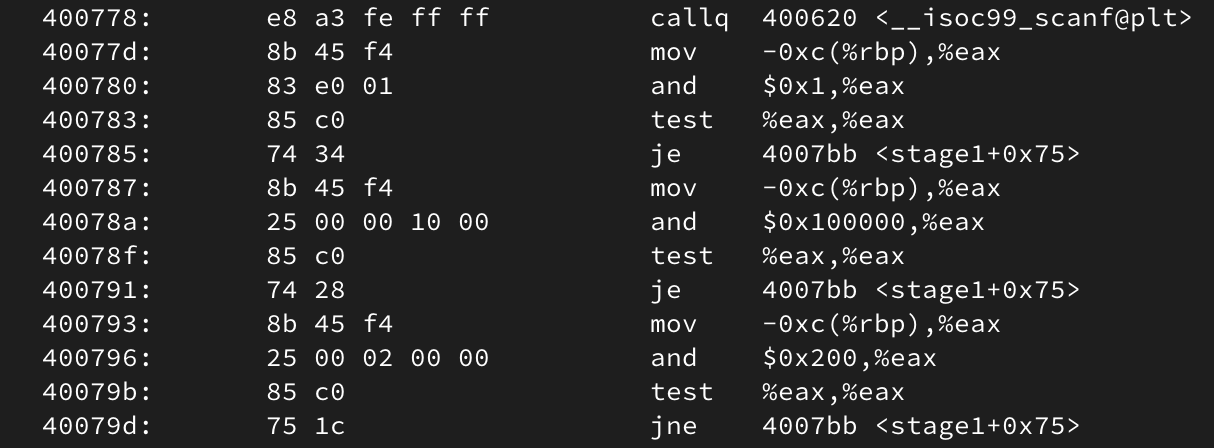 400778: e8 a3 fe ff ff callq 400620 <__isoc99_scanf@plt>
40077d: 8b 45 f4 mov -0xc(%rbp),%eax
400780: 83 e0 01 and $0x1,%eax
400783: 85 c0 test %eax,%eax
400785: 74 34 je 4007bb <stage1+0x75>
400787: 8b 45 f4 mov -0xc(%rbp),%eax
40078a: 25 00 00 10 00 and $0x100000,%eax
40078f: 85 c0 test %eax,%eax
400791: 74 28 je 4007bb <stage1+0x75>
400793: 8b 45 f4 mov -0xc(%rbp),%eax
400796: 25 00 02 00 00 and $0x200,%eax
40079b: 85 c0 test %eax,%eax
40079d: 75 1c jne 4007bb <stage1+0x75>